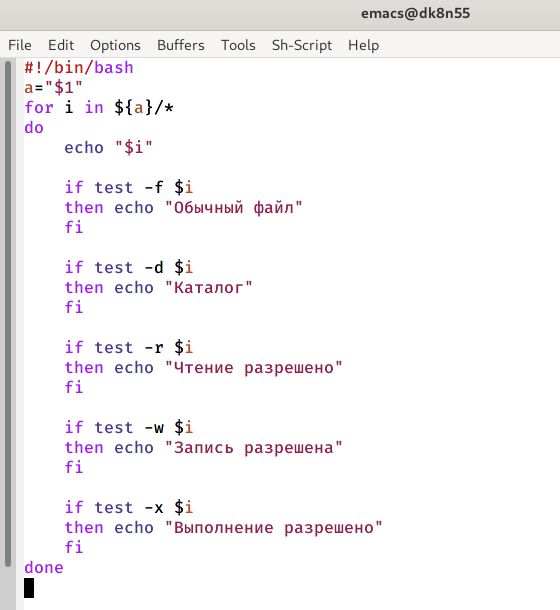 emacs@dk8n55
File Edit Options Buffers Tools Sh-Script Help
#!/bin/bash
a="$1"
for i in ${a}/*
do
    echo "$i"

    if test -f $i
    then echo "Обычный файл"
    fi

    if test -d $i
    then echo "Каталог"
    fi

    if test -r $i
    then echo "Чтение разрешено"
    fi

    if test -w $i
    then echo "Запись разрешена"
    fi

    if test -x $i
    then echo "Выполнение разрешено"
    fi
done